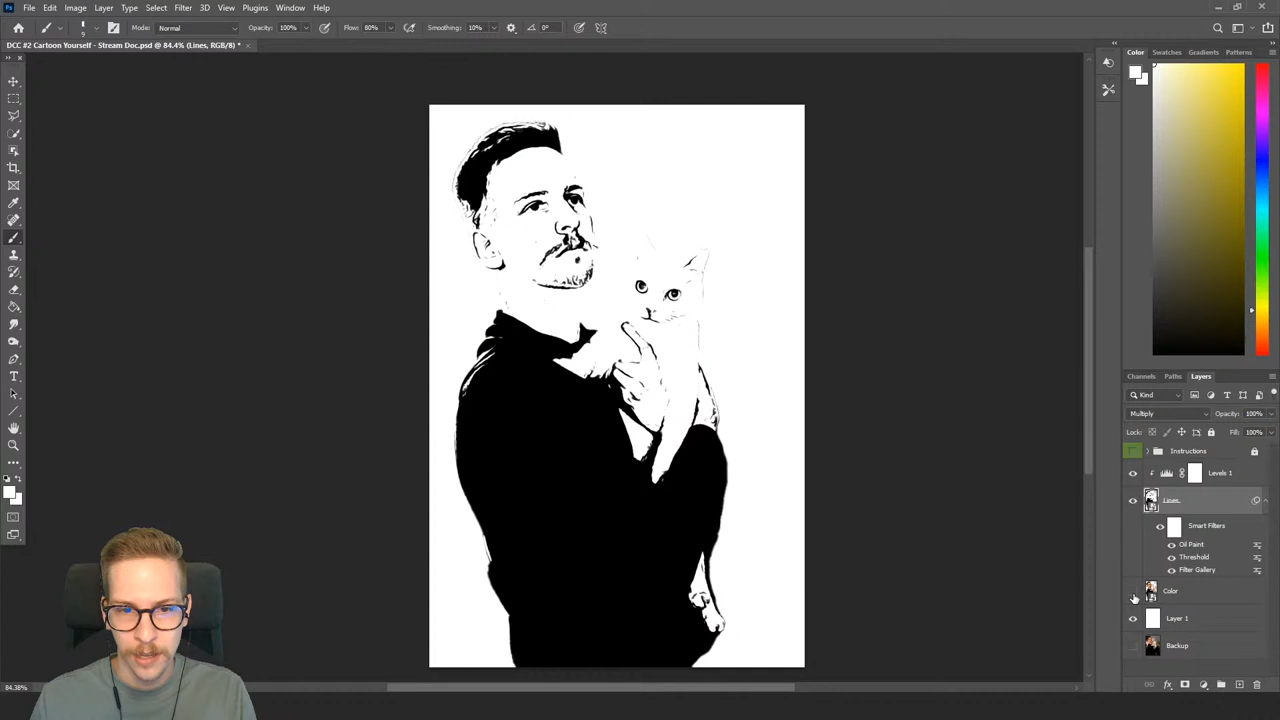 File Edit Image Layer Type Select Filter 3D View Plugins Window Help
9 Mode: Normal Opacity: 100% Flow: 80% Smoothing: 10% 0°
DCC #2 Cartoon Yourself - Stream Doc.psd @ 84.4% (Lines, RGB/8) *
Color Swatches Gradients Patterns
Channels Paths Layers
Kind
Multiply Opacity: 100%
Lock: Fill: 100%
Instructions
Levels 1
Lines
Smart Filters
Oil Paint
Threshold
Filter Gallery
Color
Layer 1
Backup
84.38%